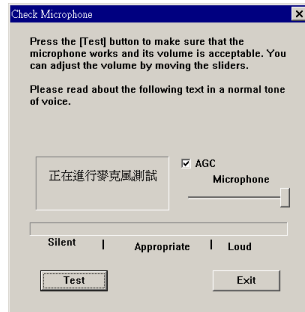 Check Microphone
Press the [Test] button to make sure that the
microphone works and its volume is acceptable. You
can adjust the volume by moving the sliders.
Please read about the following text in a normal tone
of voice.
正在進行麥克風測試
AGC
Microphone
Silent | Appropriate | Loud
Test
Exit